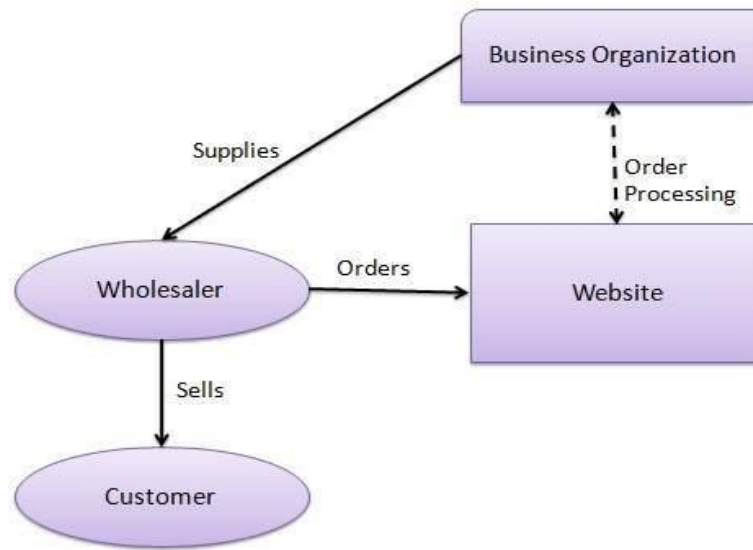 Business Organization
Supplies
Order
Processing
Wholesaler
Orders
Website
Sells
Customer